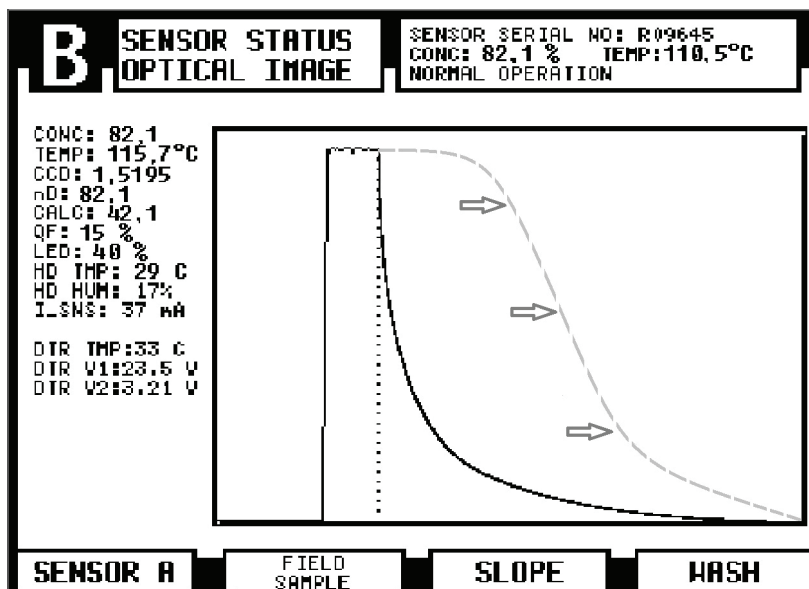 B
SENSOR STATUS
OPTICAL IMAGE
SENSOR SERIAL NO: R09645
CONC: 82,1 % TEMP:110,5°C
NORMAL OPERATION
CONC: 82,1
TEMP: 115,7°C
CCD: 1,5195
nD: 82,1
CALC: 42,1
QF: 15 %
LED: 40 %
HD TMP: 29 C
HD HUM: 17%
I_SNS: 37 mA
DTR TMP:33 C
DTR V1:23.5 V
DTR V2:3.21 V
SENSOR A
FIELD
SAMPLE
SLOPE
WASH